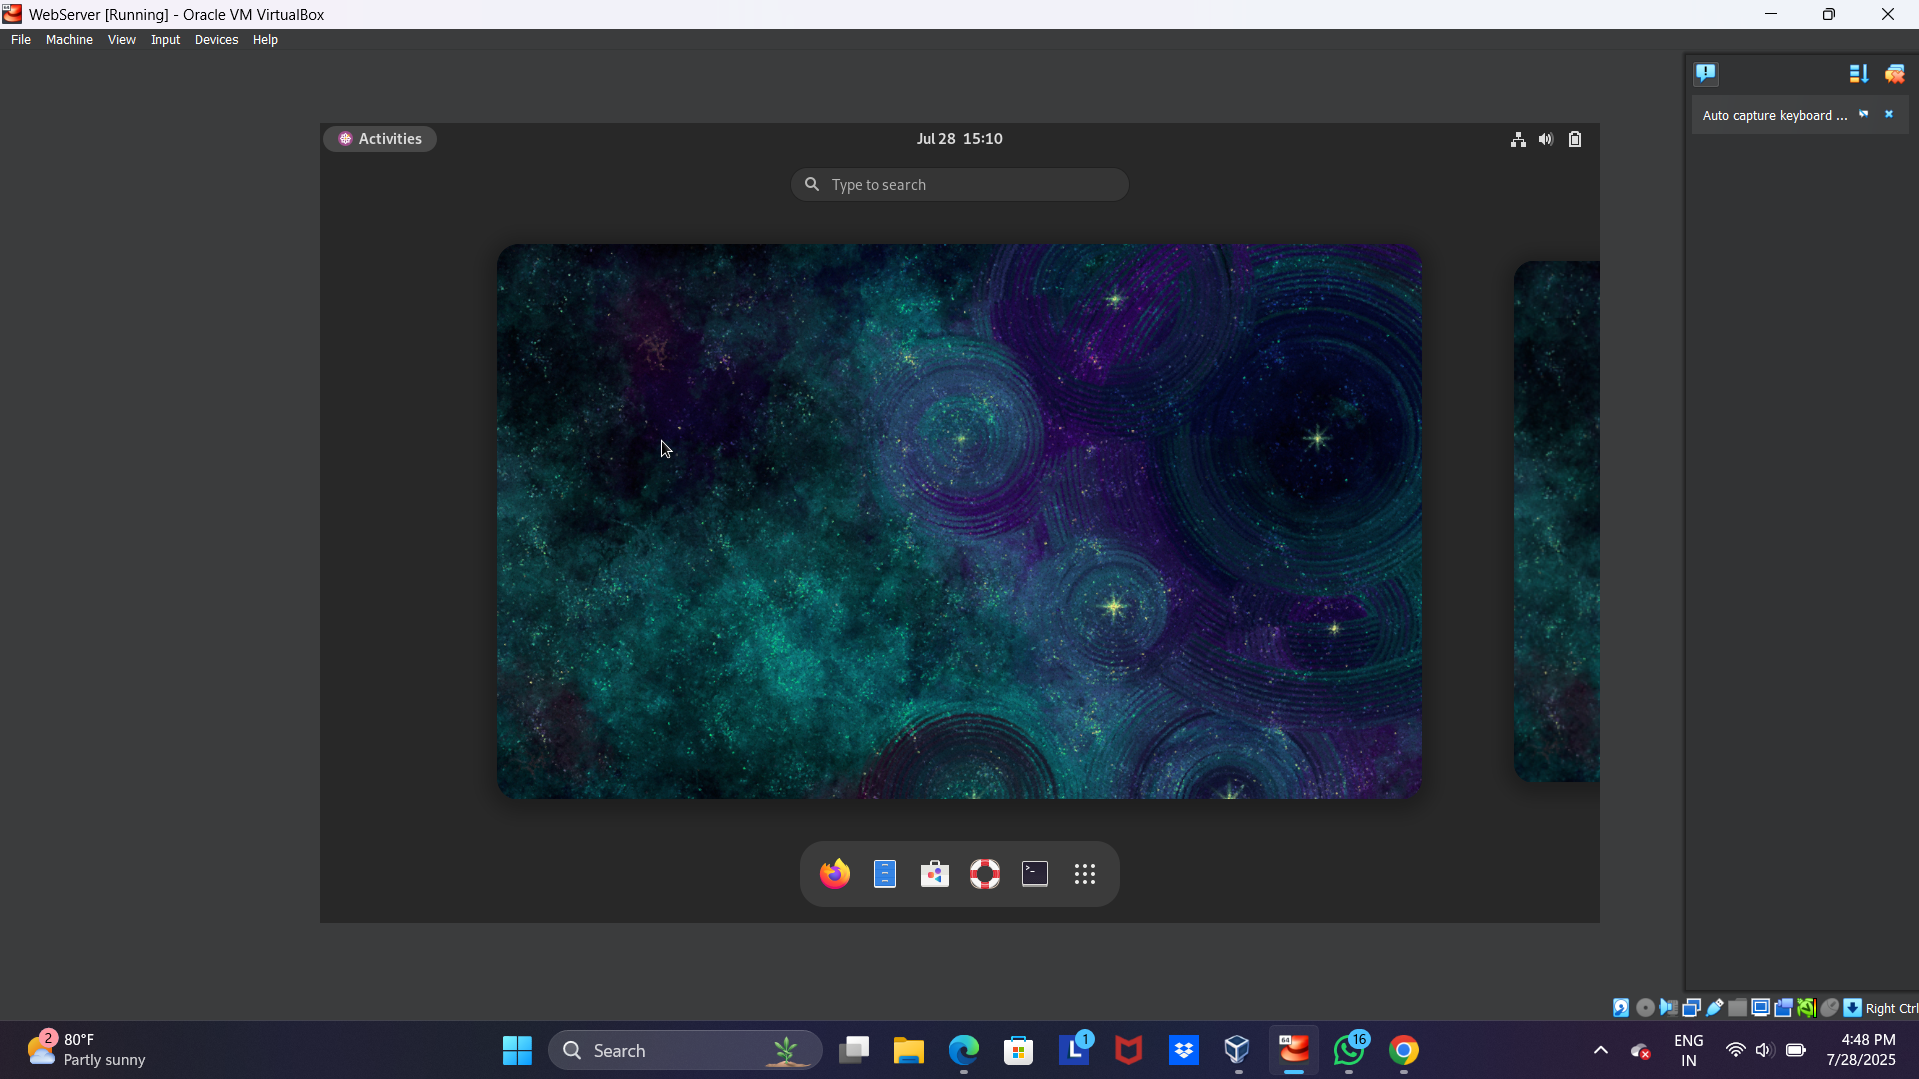 WebServer [Running] - Oracle VM VirtualBox
File Machine View Input Devices Help
Auto capture keyboard ...
Activities
Jul 28 15:10
Type to search
Right Ctrl
2
80°F
Partly sunny
Search
1
64
16
ENG
IN
4:48 PM
7/28/2025